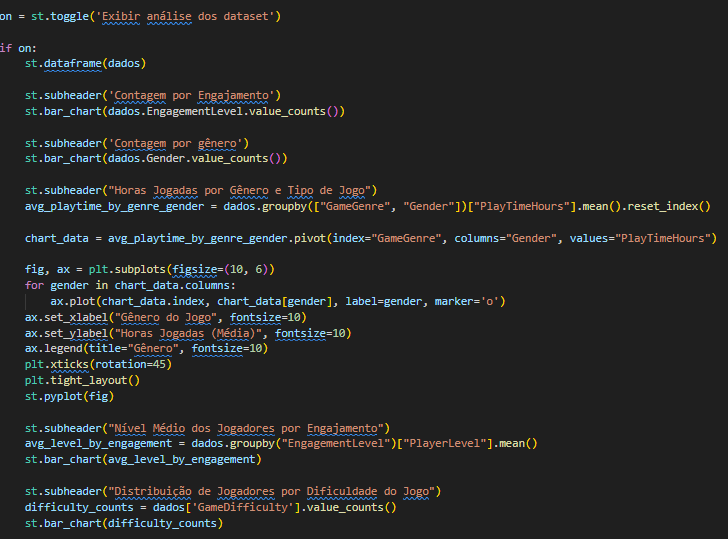 on = st.toggle('Exibir análise dos dataset')
if on:
st.dataframe(dados)
st.subheader('Contagem por Engajamento')
st.bar_chart(dados.EngagementLevel.value_counts())
st.subheader('Contagem por gênero')
st.bar_chart(dados.Gender.value_counts())
st.subheader("Horas Jogadas por Gênero e Tipo de Jogo")
avg_playtime_by_genre_gender = dados.groupby(["GameGenre", "Gender"])["PlayTimeHours"].mean().reset_index()
chart_data = avg_playtime_by_genre_gender.pivot(index="GameGenre", columns="Gender", values="PlayTimeHours")
fig, ax = plt.subplots(figsize=(10, 6))
for gender in chart_data.columns:
ax.plot(chart_data.index, chart_data[gender], label=gender, marker='o')
ax.set_xlabel("Gênero do Jogo", fontsize=10)
ax.set_ylabel("Horas Jogadas (Média)", fontsize=10)
ax.legend(title="Gênero", fontsize=10)
plt.xticks(rotation=45)
plt.tight_layout()
st.pyplot(fig)
st.subheader("Nível Médio dos Jogadores por Engajamento")
avg_level_by_engagement = dados.groupby("EngagementLevel")["PlayerLevel"].mean()
st.bar_chart(avg_level_by_engagement)
st.subheader("Distribuição de Jogadores por Dificuldade do Jogo")
difficulty_counts = dados['GameDifficulty'].value_counts()
st.bar_chart(difficulty_counts)